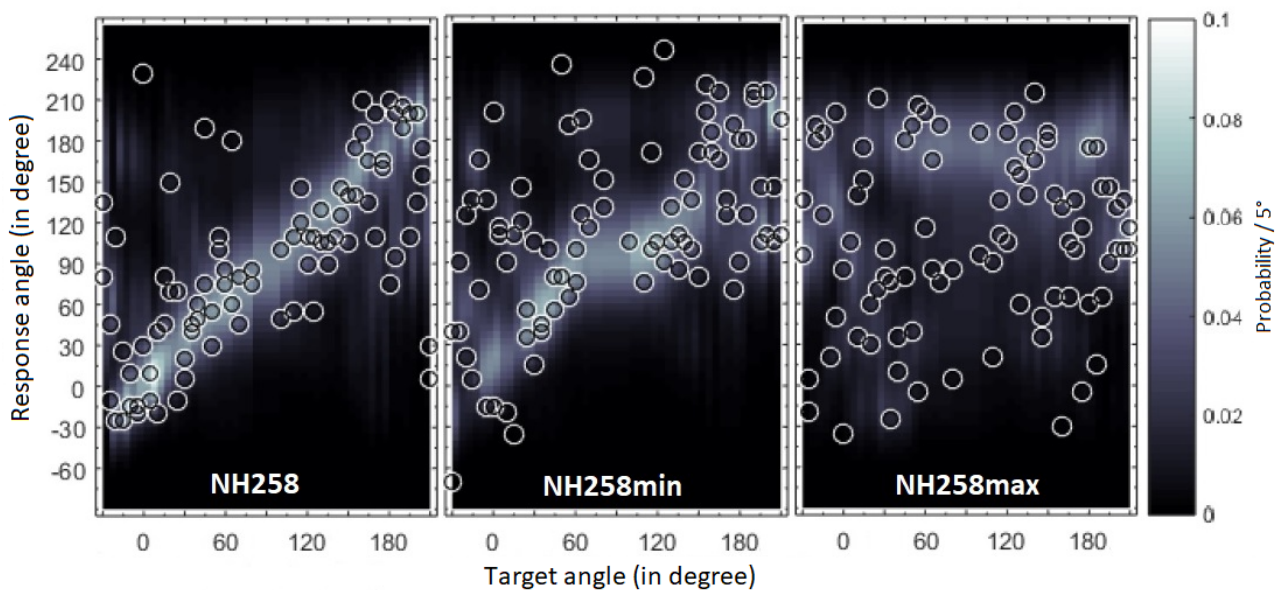 Response angle (in degree)
240
210
180
150
120
90
60
30
0
-30
-60
NH258
NH258min
NH258max
0 60 120 180
0 60 120 180
0 60 120 180
Target angle (in degree)
0.1
0.08
0.06
0.04
0.02
0
Probability / 5°